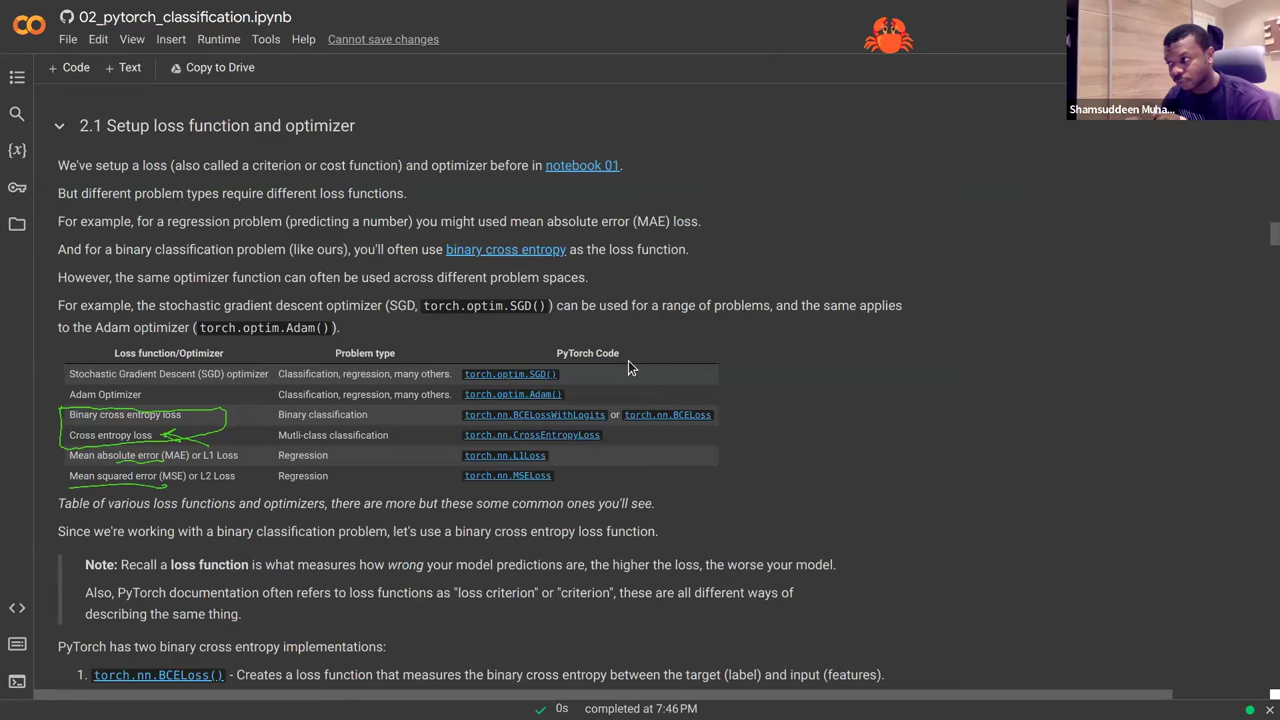 02_pytorch_classification.ipynb
File Edit View Insert Runtime Tools Help Cannot save changes
+ Code + Text Copy to Drive
Shamsuddeen Muha...
2.1 Setup loss function and optimizer
We've setup a loss (also called a criterion or cost function) and optimizer before in notebook 01.
But different problem types require different loss functions.
For example, for a regression problem (predicting a number) you might used mean absolute error (MAE) loss.
And for a binary classification problem (like ours), you'll often use binary cross entropy as the loss function.
However, the same optimizer function can often be used across different problem spaces.
For example, the stochastic gradient descent optimizer (SGD, torch.optim.SGD() ) can be used for a range of problems, and the same applies
to the Adam optimizer ( torch.optim.Adam() ).
Loss function/Optimizer Problem type PyTorch Code
Stochastic Gradient Descent (SGD) optimizer Classification, regression, many others. torch.optim.SGD()
Adam Optimizer Classification, regression, many others. torch.optim.Adam()
Binary cross entropy loss Binary classification torch.nn.BCELossWithLogits or torch.nn.BCELoss
Cross entropy loss Mutli-class classification torch.nn.CrossEntropyLoss
Mean absolute error (MAE) or L1 Loss Regression torch.nn.L1Loss
Mean squared error (MSE) or L2 Loss Regression torch.nn.MSELoss
Table of various loss functions and optimizers, there are more but these some common ones you'll see.
Since we're working with a binary classification problem, let's use a binary cross entropy loss function.
Note: Recall a loss function is what measures how wrong your model predictions are, the higher the loss, the worse your model.
Also, PyTorch documentation often refers to loss functions as "loss criterion" or "criterion", these are all different ways of
describing the same thing.
PyTorch has two binary cross entropy implementations:
1. torch.nn.BCELoss() - Creates a loss function that measures the binary cross entropy between the target (label) and input (features).
0s completed at 7:46 PM